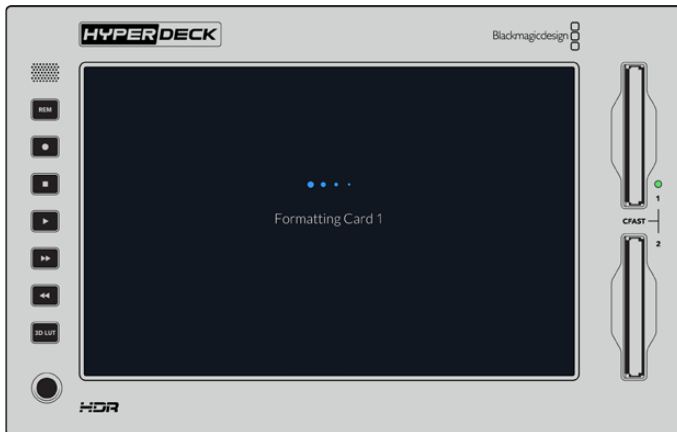 HYPERDECK
Blackmagicdesign
REM
3D LUT
Formatting Card 1
1
CFAST
2
HDR